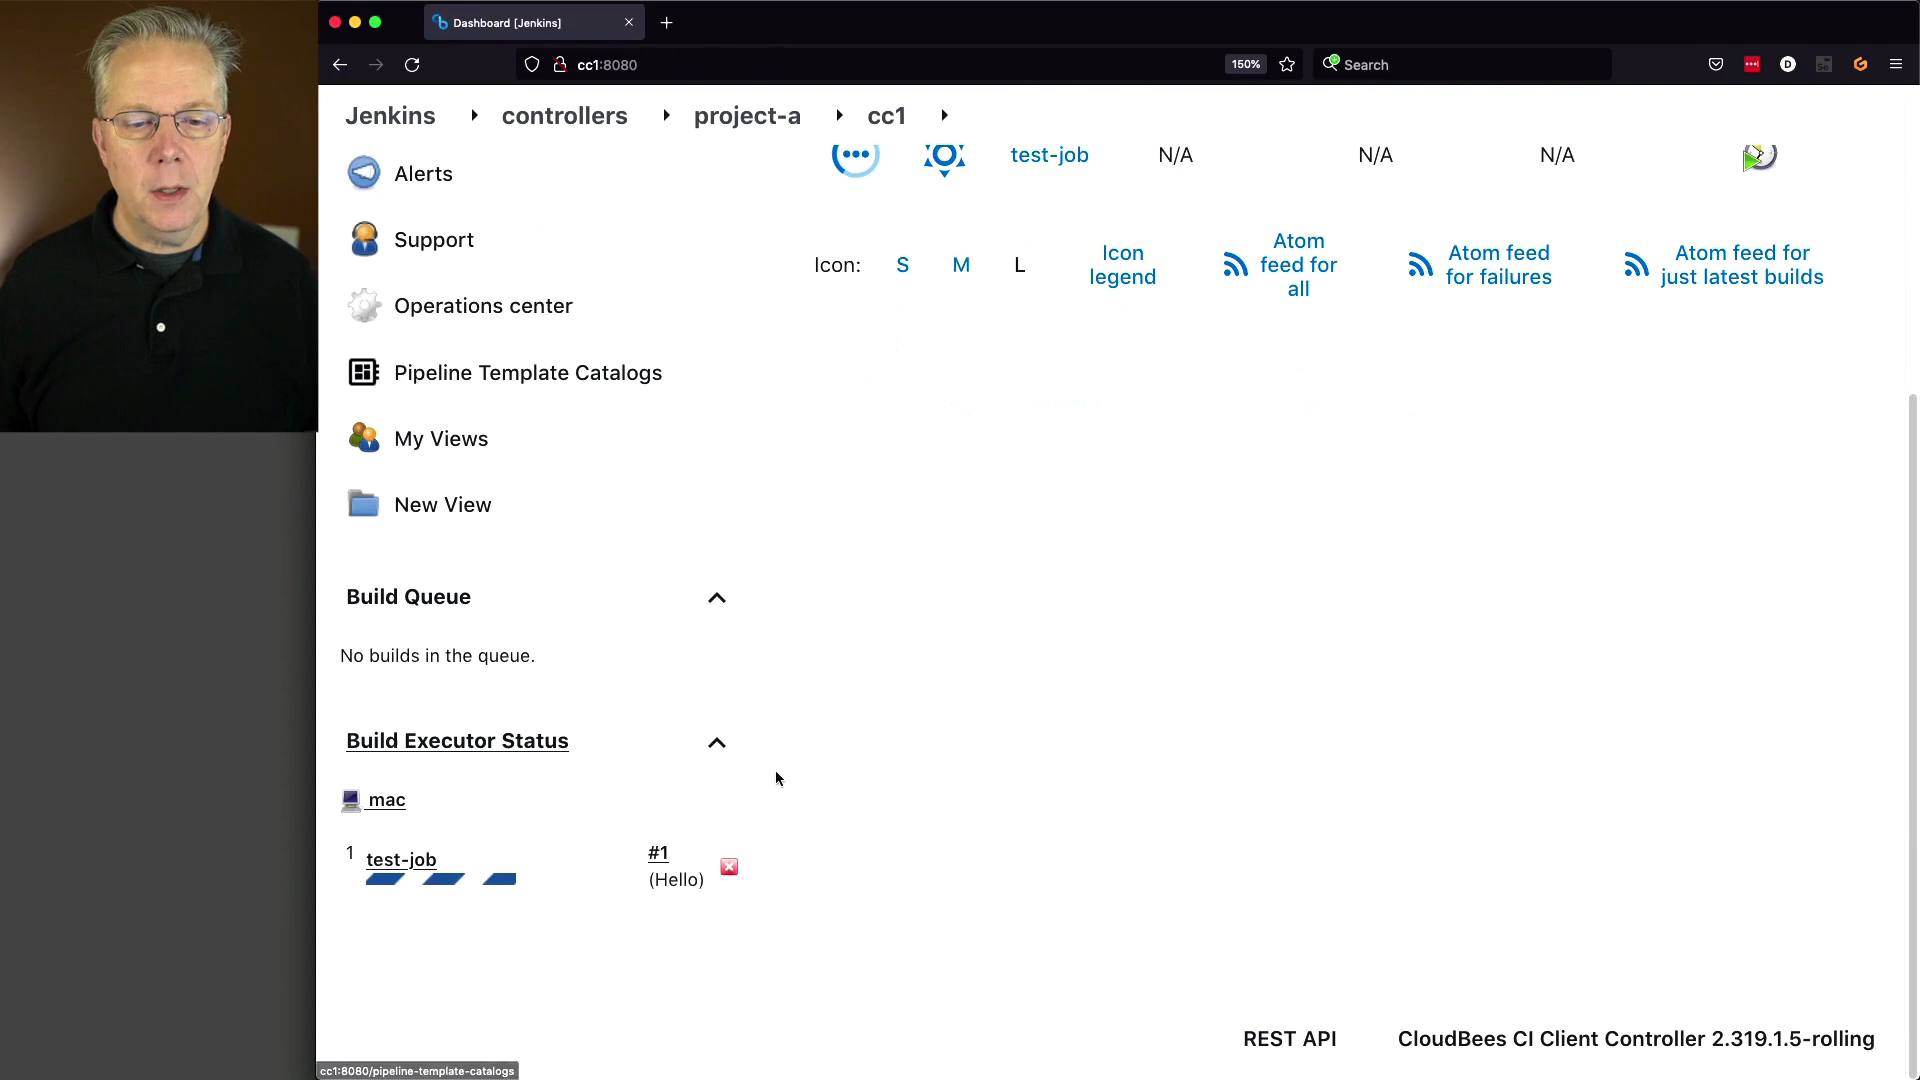 Dashboard [Jenkins]
cc1:8080
150%
Search
Jenkins
controllers
project-a
cc1
test-job
N/A
N/A
N/A
Alerts
Support
Operations center
Pipeline Template Catalogs
My Views
New View
Icon:
S
M
L
Icon
legend
Atom
feed for
all
Atom feed
for failures
Atom feed for
just latest builds
Build Queue
No builds in the queue.
Build Executor Status
mac
1
test-job
#1
(Hello)
REST API
CloudBees CI Client Controller 2.319.1.5-rolling
cc1:8080/pipeline-template-catalogs